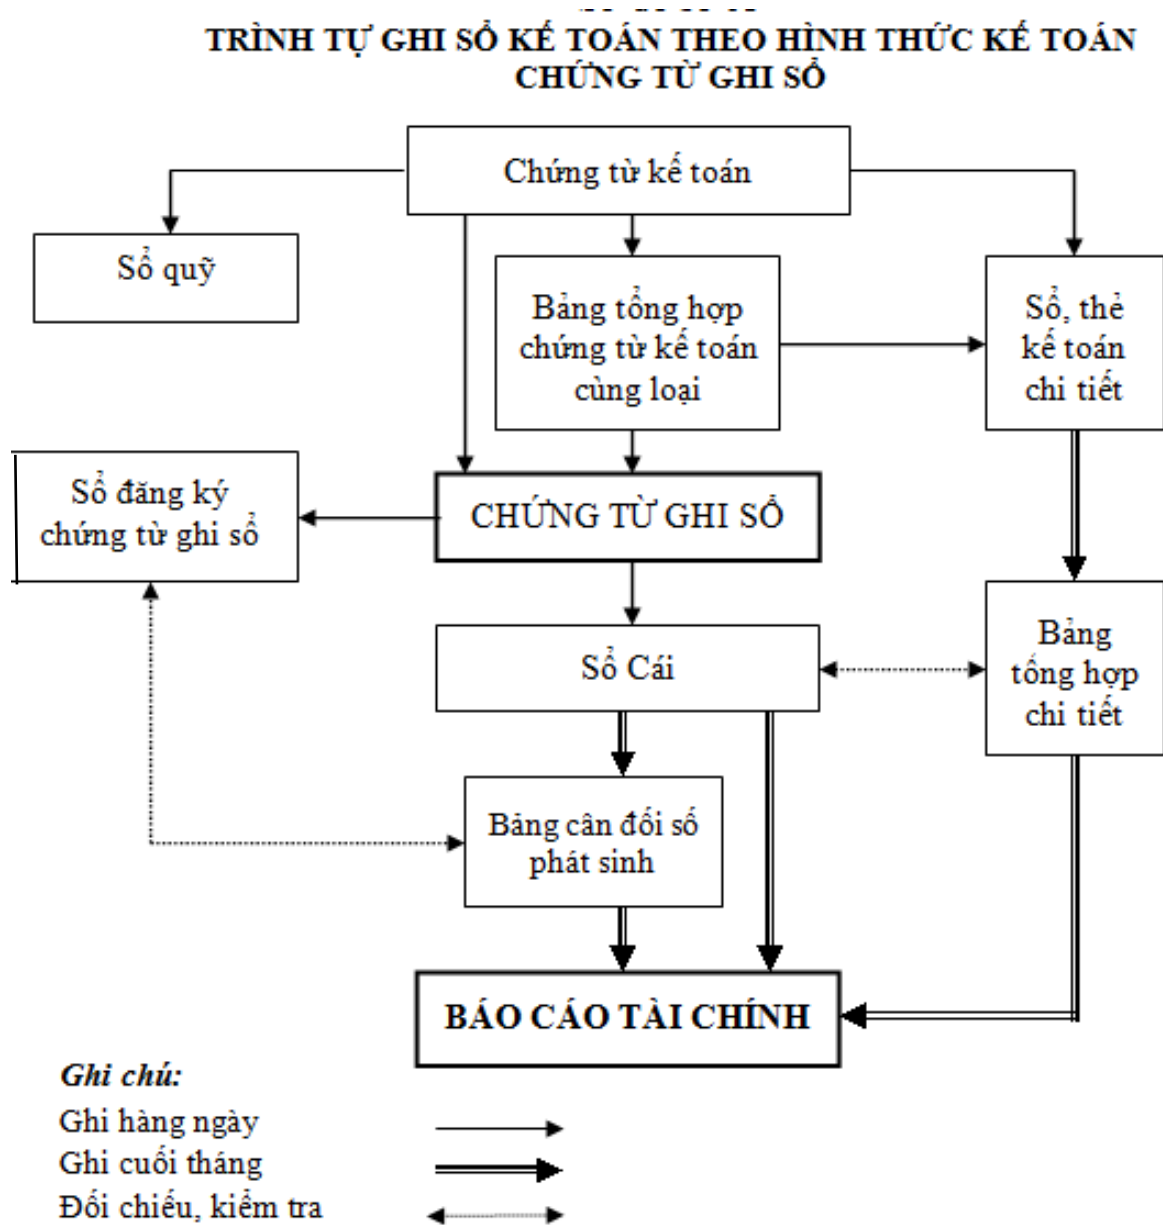 TRÌNH TỰ GHI SỔ KẾ TOÁN THEO HÌNH THỨC KẾ TOÁN
CHỨNG TỪ GHI SỔ
Chứng từ kế toán
Sổ quỹ
Bảng tổng hợp
chứng từ kế toán
cùng loại
Sổ, thẻ
kế toán
chi tiết
Sổ đăng ký
chứng từ ghi sổ
CHỨNG TỪ GHI SỔ
Sổ Cái
Bảng
tổng hợp
chi tiết
Bảng cân đối số
phát sinh
BÁO CÁO TÀI CHÍNH
Ghi chú:
Ghi hàng ngày
Ghi cuối tháng
Đối chiếu, kiểm tra